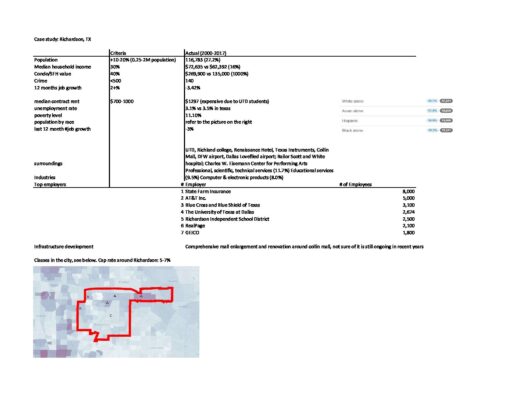 Case study: Richardson, TX
Criteria Actual (2000-2017)
Population +10-20% (0.25-2M population) 116,783 (27.2%)
Median household income 30% $72,635 vs $62,392 (16%)
Condo/SFH value 40% $269,900 vs 135,000 (1000%)
Crime <500 140
12 months job growth 2+% -3.42%
median contract rent $700-1000 $1297 (expensive due to UTD students)
unemployment rate 3.1% vs 3.5% in texas
poverty level 11.10%
population by races refer to the picture on the right
last 12 month #job growth -3%
White alone
Asian alone
Hispanic
Black alone
UTD, Richland college, Renaissance Hotel, Texas Instruments, Collin
Mall, DFW airport, Dallas Lovefiled airport; Bailor Scott and White
surroundings hospital; Charles W. Eisemann Center for Performing Arts
Professional, scientific, technical services (11.7%) Educational services
Industries (9.5%) Computer & electronic products (8.0%)
Top employers # Employer # of Employees
1 State Farm Insurance 8,000
2 AT&T Inc. 5,000
3 Blue Cross and Blue Shield of Texas 3,100
4 The University of Texas at Dallas 2,674
5 Richardson Independent School District 2,500
6 RealPage 2,100
7 GEICO 1,800
Infrastructure development Comprehensive mall enlargement and renovation around collin mall, not sure of it is still ongoing in recent years
Classes in the city, see below. Cap rate around Richardson: 5-7%